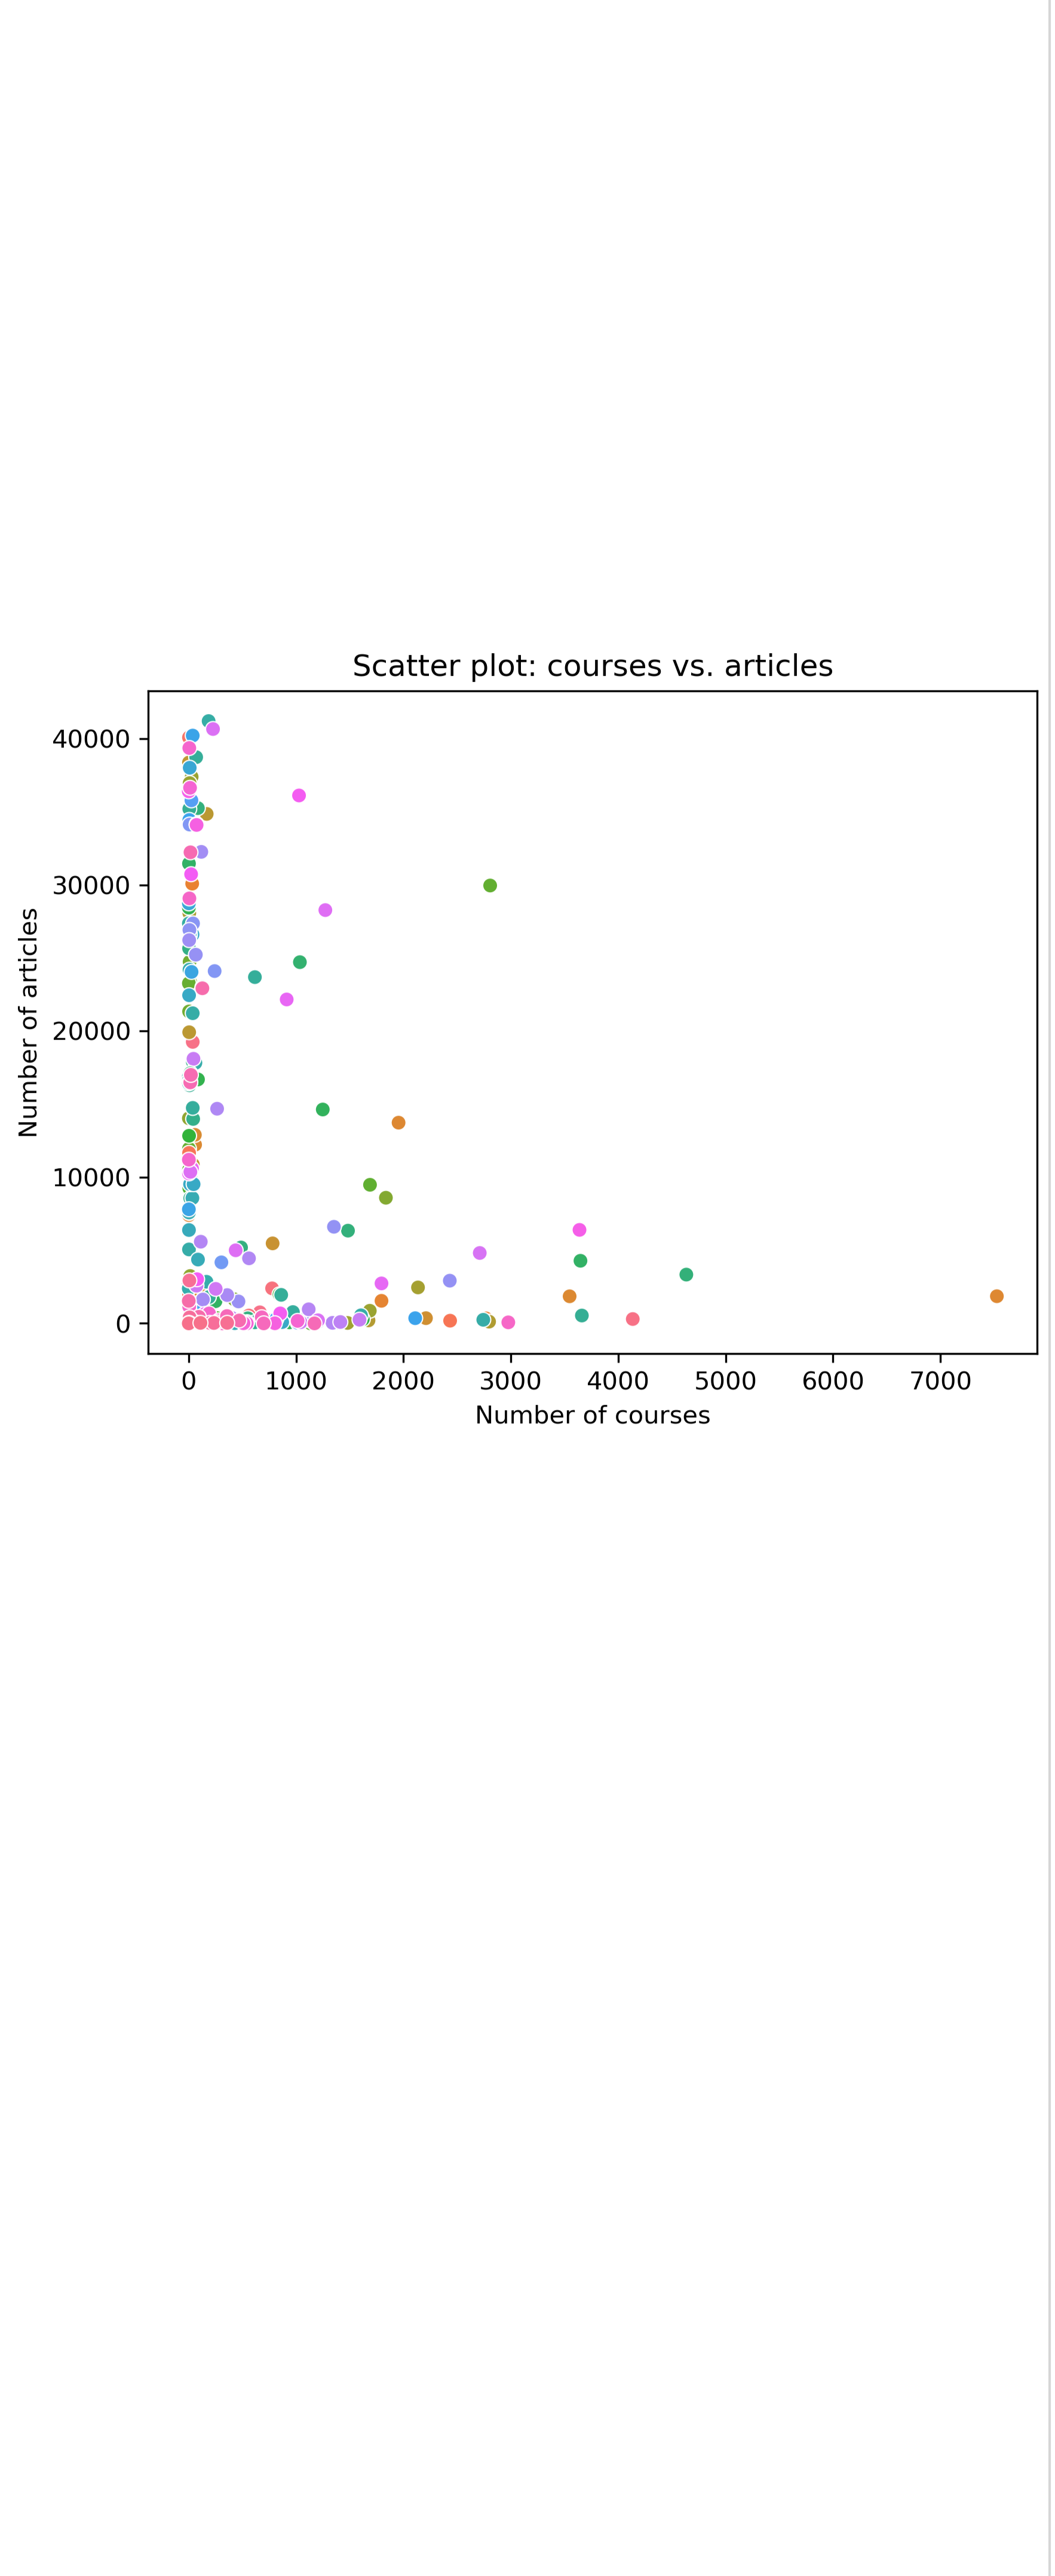 Scatter plot: courses vs. articles
40000
30000
20000
10000
0
Number of articles
0 1000 2000 3000 4000 5000 6000 7000
Number of courses